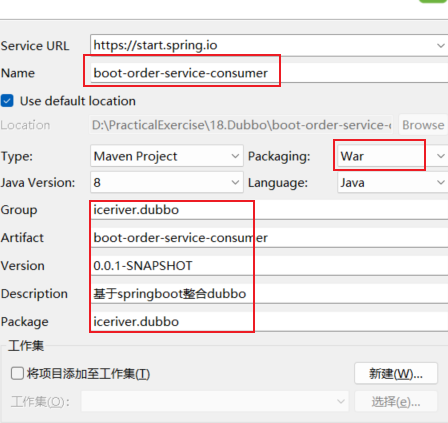 Service URL https://start.spring.io
Name boot-order-service-consumer
Use default location
Location D:\PracticalExercise\18.Dubbo\boot-order-service- Browse
Type: Maven Project Packaging: War
Java Version: 8 Language: Java
Group iceriver.dubbo
Artifact boot-order-service-consumer
Version 0.0.1-SNAPSHOT
Description 基于springboot整合dubbo
Package iceriver.dubbo
工作集
将项目添加至工作集(T) 新建(W)...
工作集(O): 选择(e)...